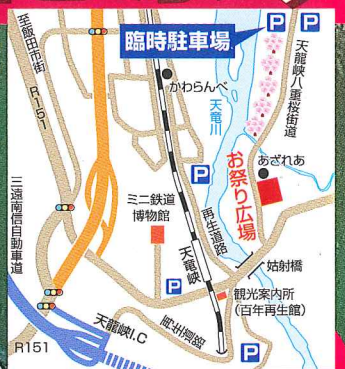 至飯田市街
R151
臨時駐車場
P
P
天龍峡八重桜街道
かわらんべ
天竜川
お祭り広場
あざれあ
P
三遠南信自動車道
ミニ鉄道
博物館
天竜峡
再生道路
姑射橋
P
観光案内所
(百年再生館)
天龍峡I.C
再生道路
R151
P